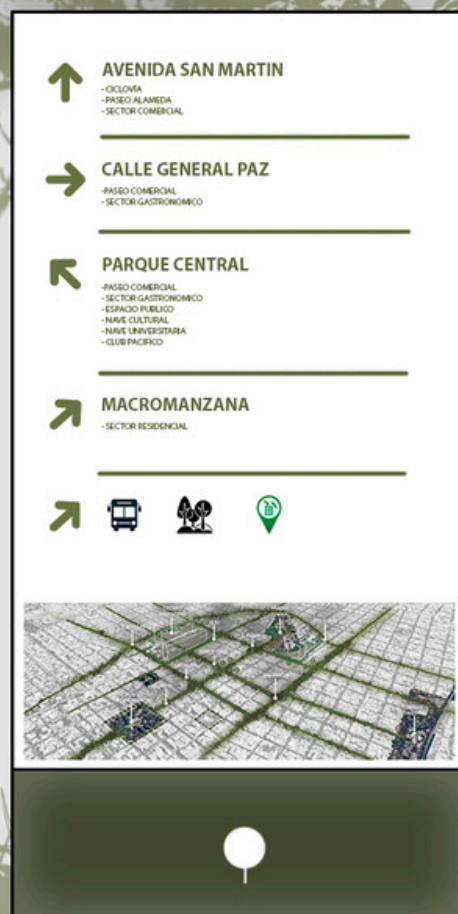 AVENIDA SAN MARTIN
- CICLOVÍA
- PASEO ALAMEDA
- SECTOR COMERCIAL
CALLE GENERAL PAZ
-PASEO COMERCIAL
- SECTOR GASTRONOMICO
PARQUE CENTRAL
-PASEO COMERCIAL
- SECTOR GASTRONOMICO
- ESPACIO PUBLICO
- NAVE CULTURAL
- NAVE UNIVERSITARIA
- CLUB PACIFICO
MACROMANZANA
- SECTOR RESIDENCIAL